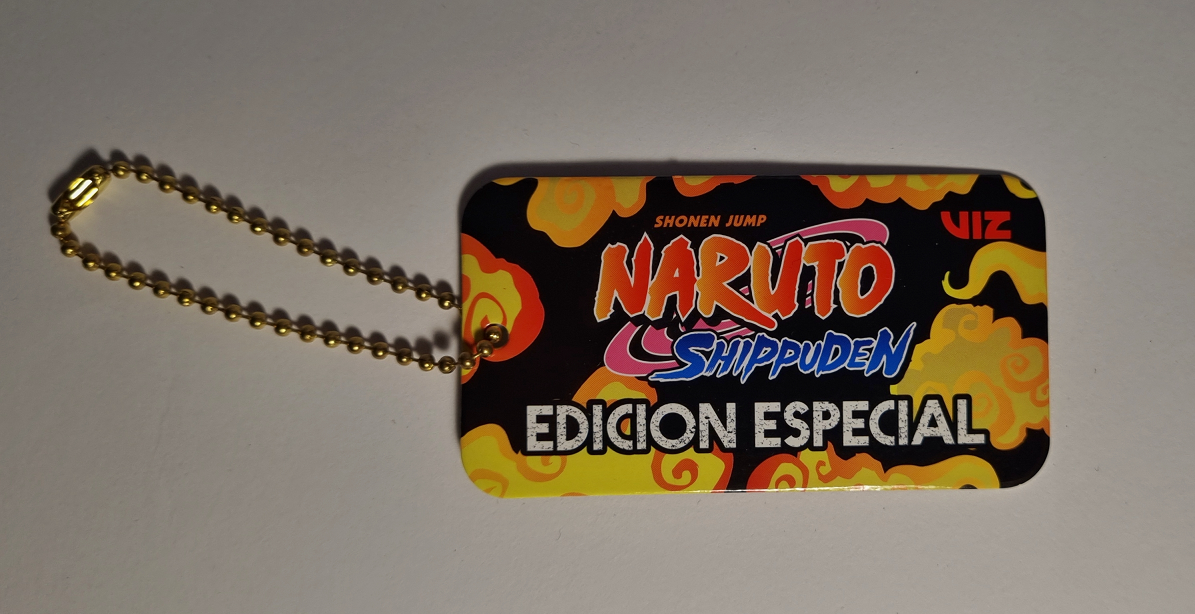 SHONEN JUMP
VIZ
NARUTO
SHIPPUDEN
EDICION ESPECIAL